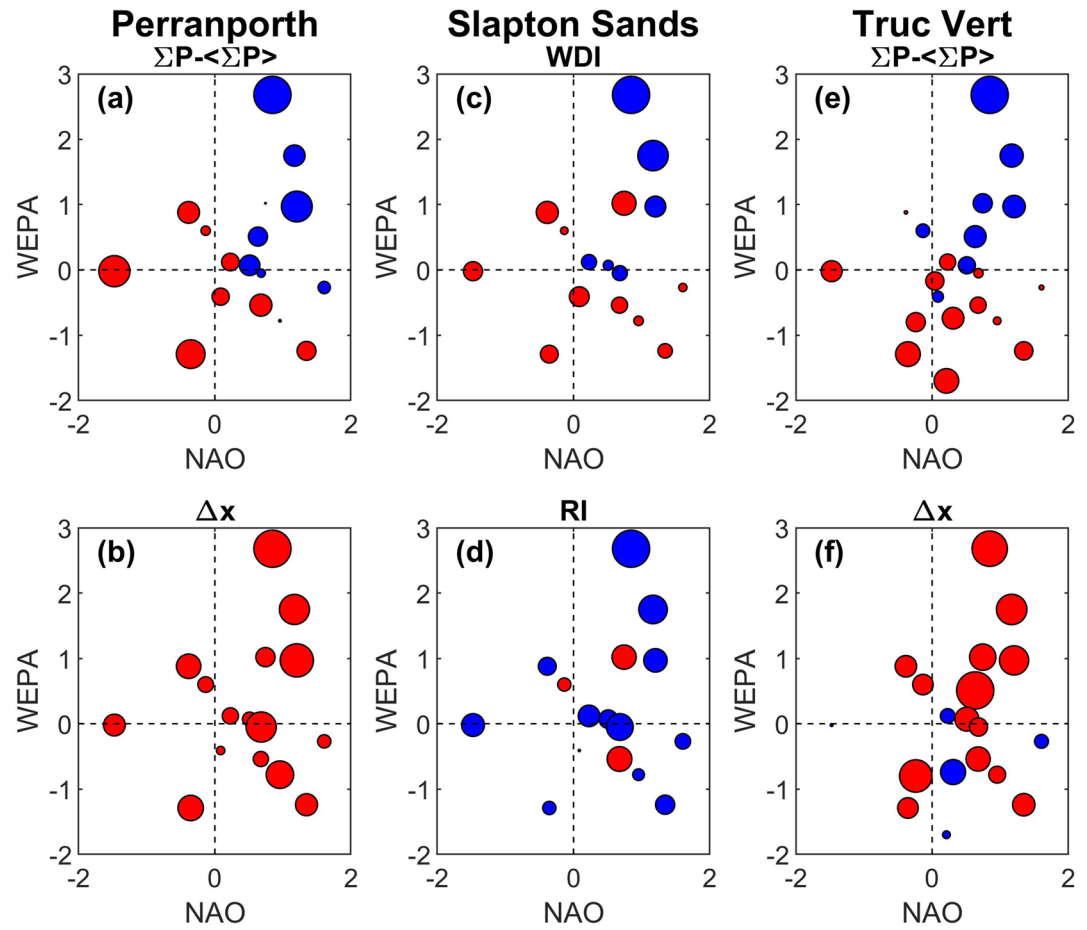 Perranporth
ΣP-<ΣP>
(a)
3
2
1
0
-1
-2
-2 0 2
WEPA
NAO
Slapton Sands
WDI
(c)
3
2
1
0
-1
-2
-2 0 2
WEPA
NAO
Truc Vert
ΣP-<ΣP>
(e)
3
2
1
0
-1
-2
-2 0 2
WEPA
NAO
Δx
(b)
3
2
1
0
-1
-2
-2 0 2
WEPA
NAO
RI
(d)
3
2
1
0
-1
-2
-2 0 2
WEPA
NAO
Δx
(f)
3
2
1
0
-1
-2
-2 0 2
WEPA
NAO